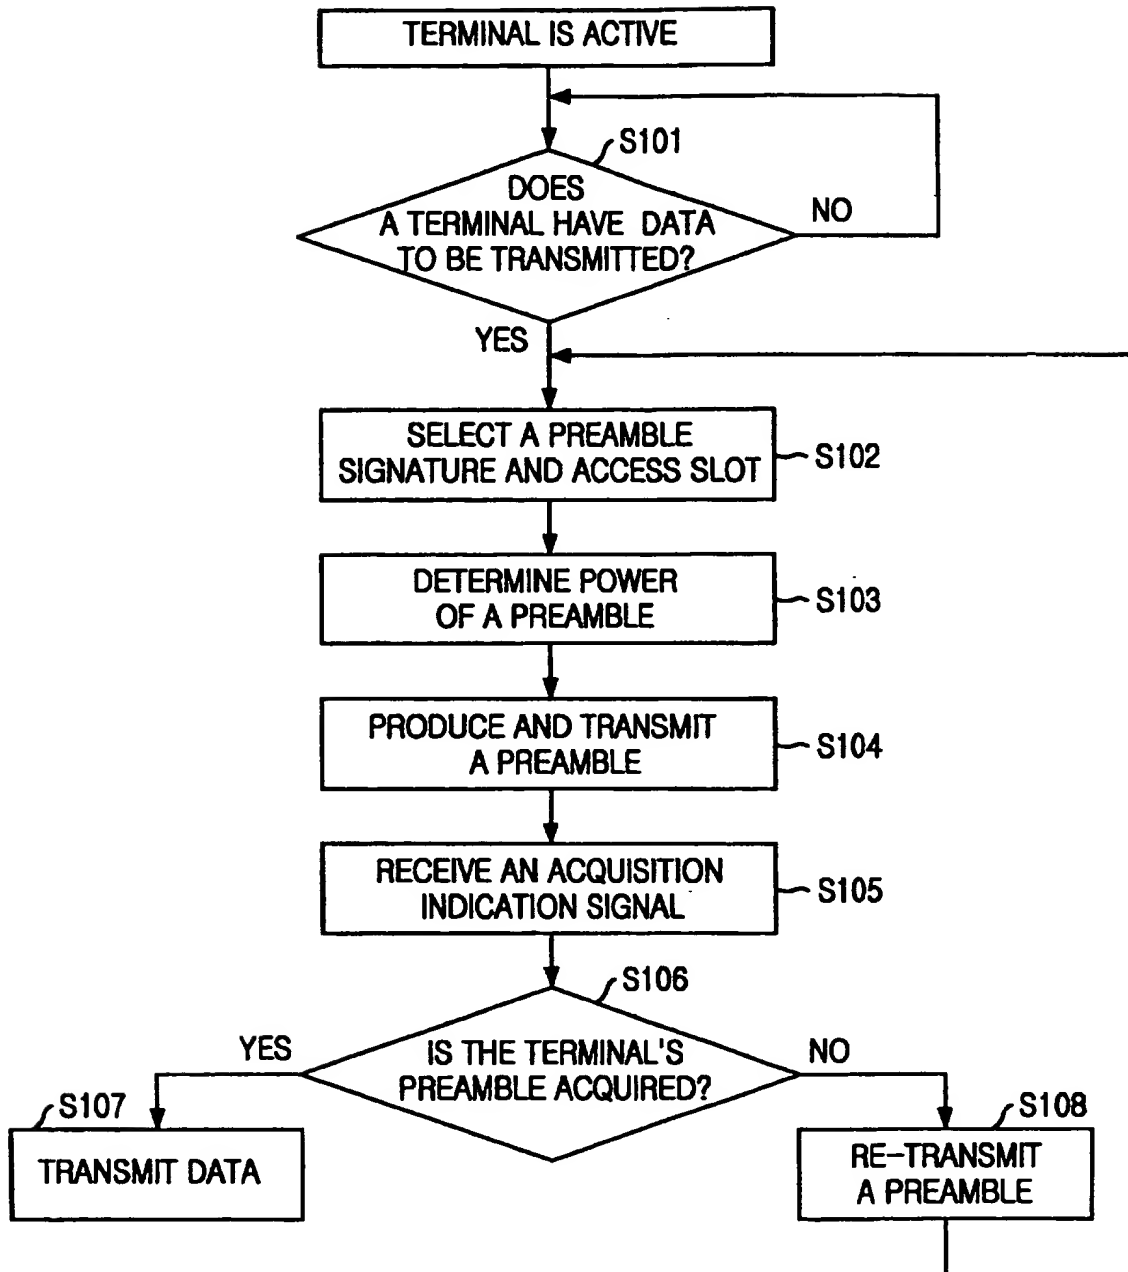 TERMINAL IS ACTIVE
S101
DOES
A TERMINAL HAVE DATA
TO BE TRANSMITTED?
NO
YES
SELECT A PREAMBLE
SIGNATURE AND ACCESS SLOT
S102
DETERMINE POWER
OF A PREAMBLE
S103
PRODUCE AND TRANSMIT
A PREAMBLE
S104
RECEIVE AN ACQUISITION
INDICATION SIGNAL
S105
S106
IS THE TERMINAL'S
PREAMBLE ACQUIRED?
YES
NO
S107
TRANSMIT DATA
S108
RE-TRANSMIT
A PREAMBLE